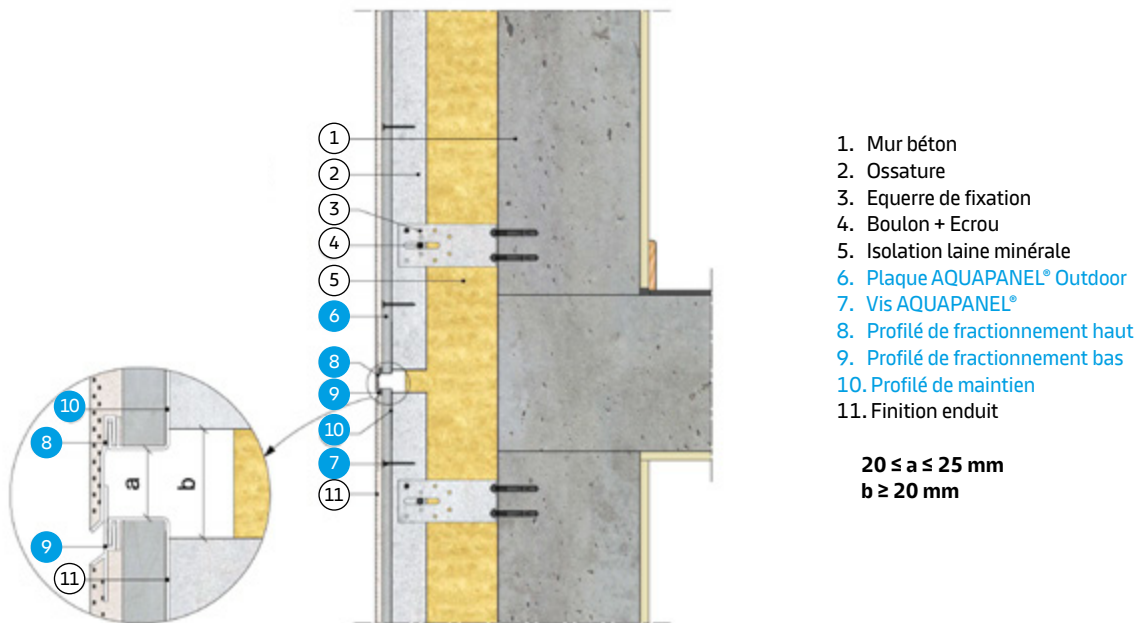 1
2
3
4
5
6
8
9
10
7
11
10
8
a
b
9
11
1. Mur béton
2. Ossature
3. Equerre de fixation
4. Boulon + Ecrou
5. Isolation laine minérale
6. Plaque AQUAPANEL® Outdoor
7. Vis AQUAPANEL®
8. Profilé de fractionnement haut
9. Profilé de fractionnement bas
10. Profilé de maintien
11. Finition enduit
20 ≤ a ≤ 25 mm
b ≥ 20 mm